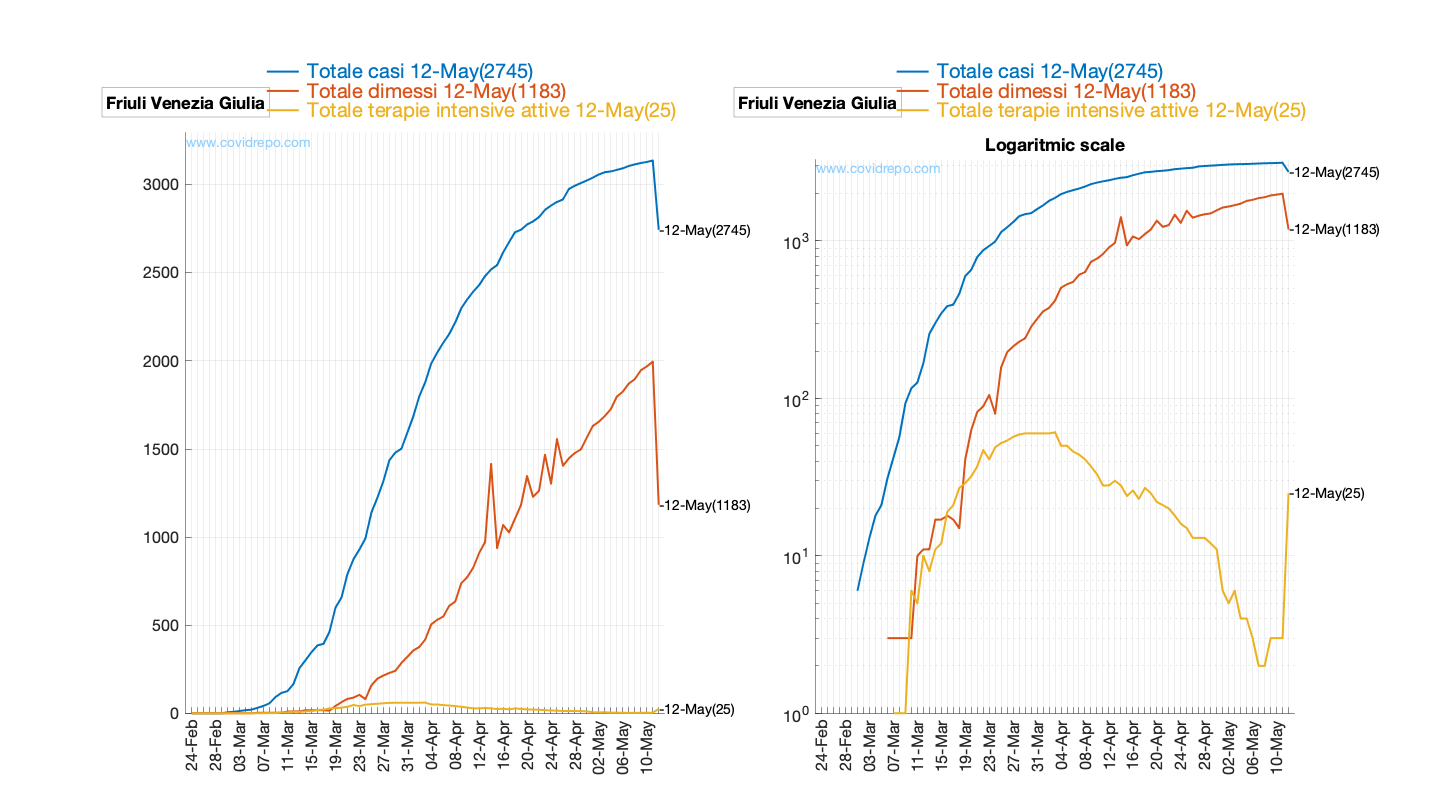 Totale casi 12-May(2745)
Totale dimessi 12-May(1183)
Totale terapie intensive attive 12-May(25)
Friuli Venezia Giulia
www.covidrepo.com
3000
2500
2000
1500
1000
500
0
-12-May(2745)
-12-May(1183)
-12-May(25)
24-Feb
28-Feb
03-Mar
07-Mar
11-Mar
15-Mar
19-Mar
23-Mar
27-Mar
31-Mar
04-Apr
08-Apr
12-Apr
16-Apr
20-Apr
24-Apr
28-Apr
02-May
06-May
10-May
Totale casi 12-May(2745)
Totale dimessi 12-May(1183)
Totale terapie intensive attive 12-May(25)
Friuli Venezia Giulia
Logaritmic scale
www.covidrepo.com
10^3
10^2
10^1
10^0
-12-May(2745)
-12-May(1183)
-12-May(25)
24-Feb
28-Feb
03-Mar
07-Mar
11-Mar
15-Mar
19-Mar
23-Mar
27-Mar
31-Mar
04-Apr
08-Apr
12-Apr
16-Apr
20-Apr
24-Apr
28-Apr
02-May
06-May
10-May